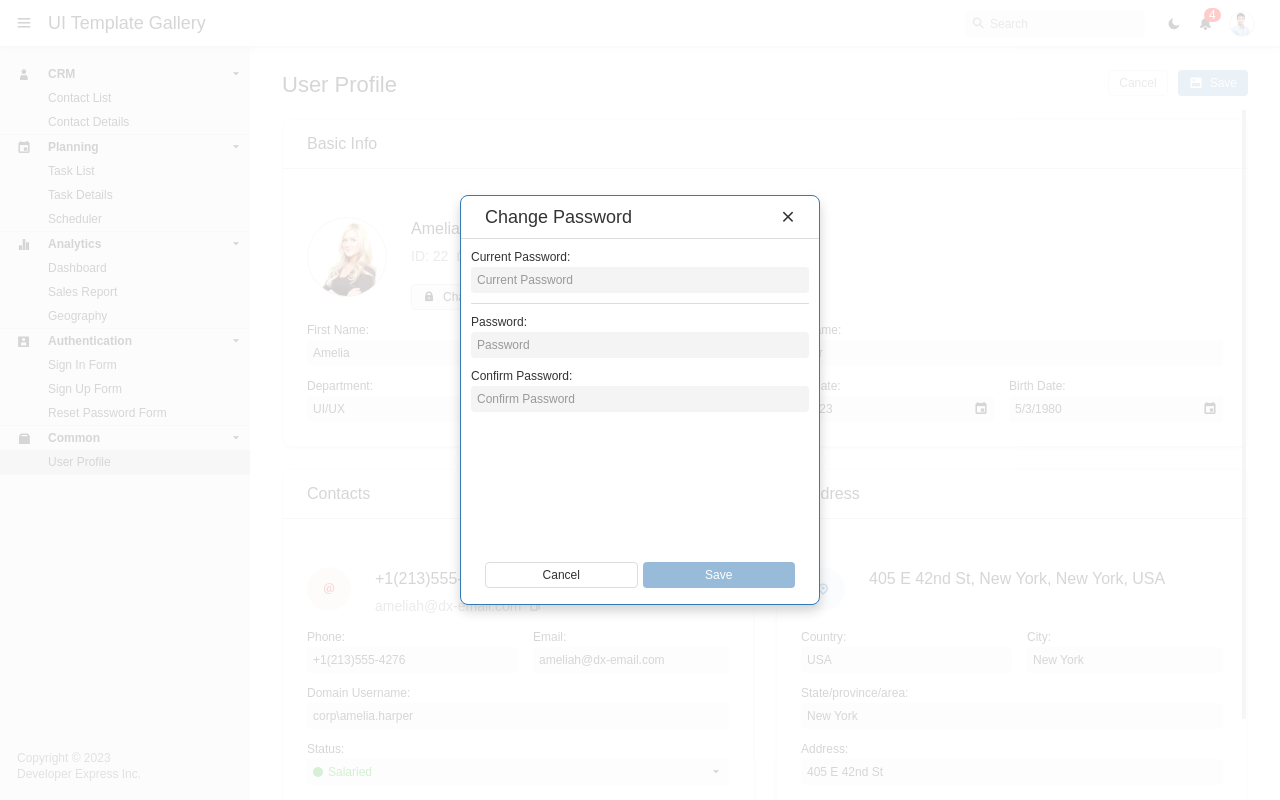 UI Template Gallery
Search
4
CRM
Contact List
Contact Details
Planning
Task List
Task Details
Scheduler
Analytics
Dashboard
Sales Report
Geography
Authentication
Sign In Form
Sign Up Form
Reset Password Form
Common
User Profile
Copyright © 2023
Developer Express Inc.
User Profile
Cancel
Save
Basic Info
Amelia
ID: 22
First Name:
Amelia
Department:
UI/UX
Birth Date:
5/3/1980
Change Password
Current Password:
Current Password
Password:
Password
Confirm Password:
Confirm Password
Cancel
Save
Contacts
+1(213)555-
ameliah@dx-email.com
Phone:
Email:
+1(213)555-4276
ameliah@dx-email.com
Domain Username:
corp\amelia.harper
Status:
Salaried
405 E 42nd St, New York, New York, USA
Country:
City:
USA
New York
State/province/area:
New York
Address:
405 E 42nd St